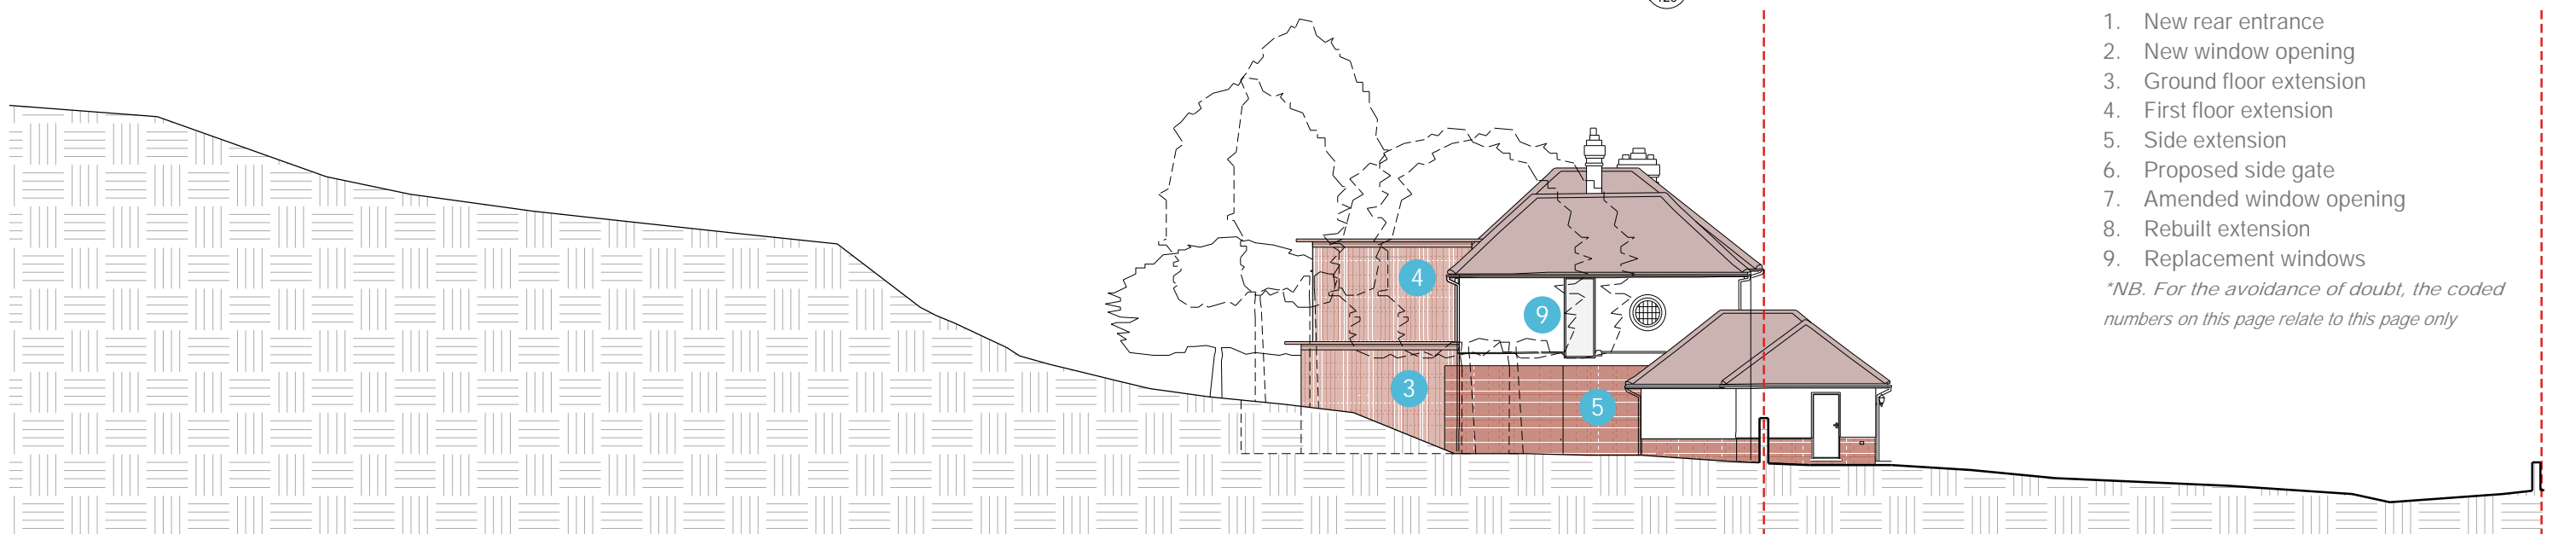 1. New rear entrance
2. New window opening
3. Ground floor extension
4. First floor extension
5. Side extension
6. Proposed side gate
7. Amended window opening
8. Rebuilt extension
9. Replacement windows
*NB. For the avoidance of doubt, the coded
numbers on this page relate to this page only
4
9
3
5